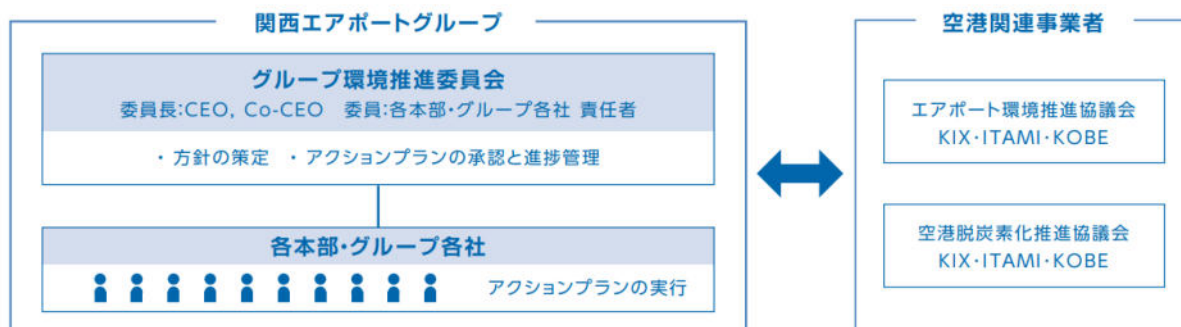 関西エアポートグループ
グループ環境推進委員会
委員長:CEO, Co-CEO 委員:各本部・グループ各社 責任者
・ 方針の策定 ・ アクションプランの承認と進捗管理
各本部・グループ各社
アクションプランの実行
空港関連事業者
エアポート環境推進協議会
KIX・ITAMI・KOBE
空港脱炭素化推進協議会
KIX・ITAMI・KOBE